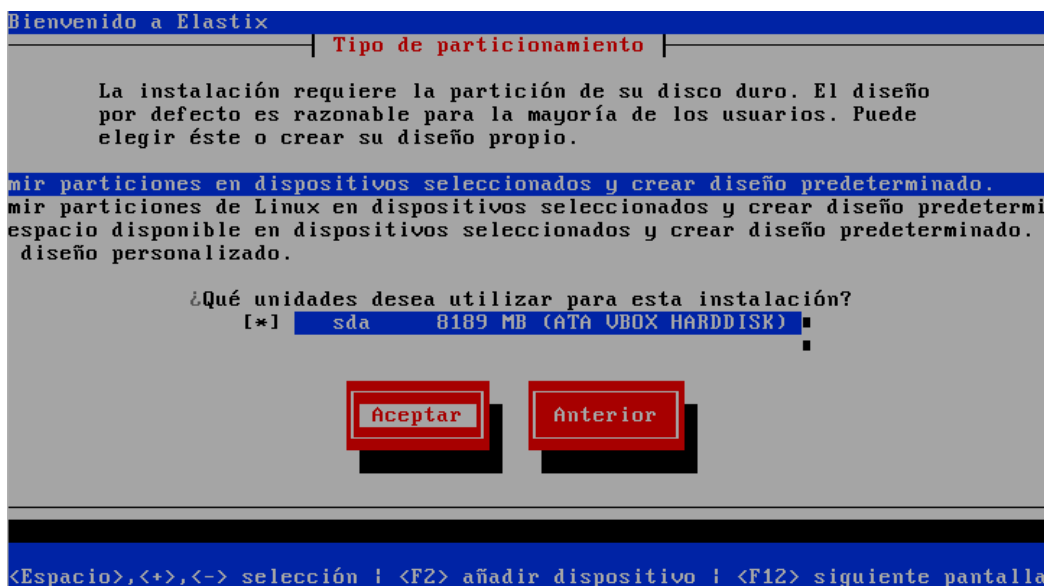 Bienvenido a Elastix
Tipo de particionamiento
La instalación requiere la partición de su disco duro. El diseño
por defecto es razonable para la mayoría de los usuarios. Puede
elegir éste o crear su diseño propio.
mir particiones en dispositivos seleccionados y crear diseño predeterminado.
mir particiones de Linux en dispositivos seleccionados y crear diseño predetermi
espacio disponible en dispositivos seleccionados y crear diseño predeterminado.
diseño personalizado.
¿Qué unidades desea utilizar para esta instalación?
[*] sda 8189 MB (ATA VBOX HARDDISK)
Aceptar Anterior
<Espacio>,<+>,<-> selección | <F2> añadir dispositivo | <F12> siguiente pantalla